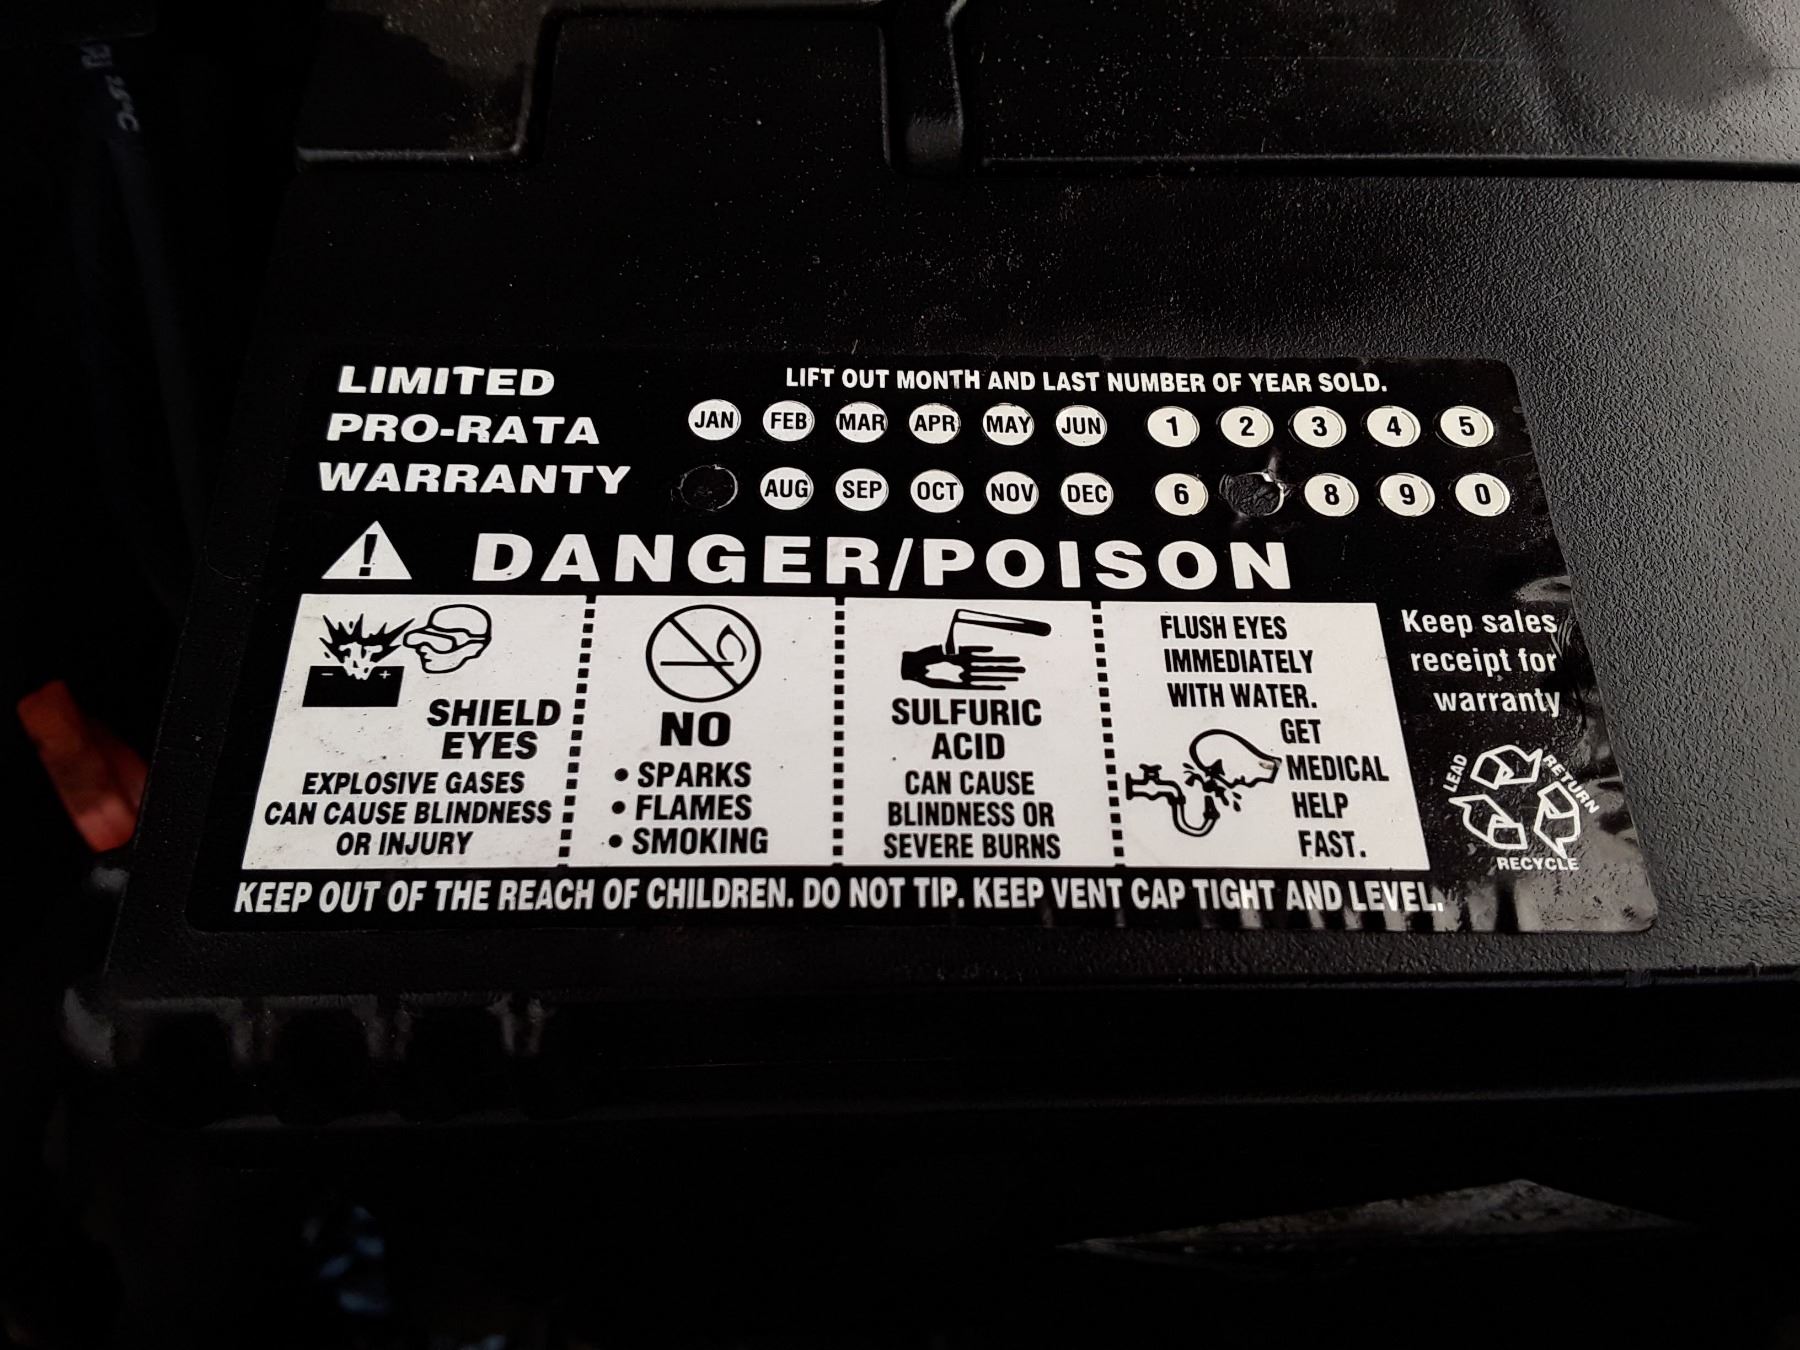 LIMITED
PRO-RATA
WARRANTY
LIFT OUT MONTH AND LAST NUMBER OF YEAR SOLD.
JAN FEB MAR APR MAY JUN 1 2 3 4 5
AUG SEP OCT NOV DEC 6 8 9 0
! DANGER/POISON
- +
SHIELD
EYES
EXPLOSIVE GASES
CAN CAUSE BLINDNESS
OR INJURY
NO
• SPARKS
• FLAMES
• SMOKING
SULFURIC
ACID
CAN CAUSE
BLINDNESS OR
SEVERE BURNS
FLUSH EYES
IMMEDIATELY
WITH WATER.
GET
MEDICAL
HELP
FAST.
Keep sales
receipt for
warranty
LEAD
RETURN
RECYCLE
KEEP OUT OF THE REACH OF CHILDREN. DO NOT TIP. KEEP VENT CAP TIGHT AND LEVEL.